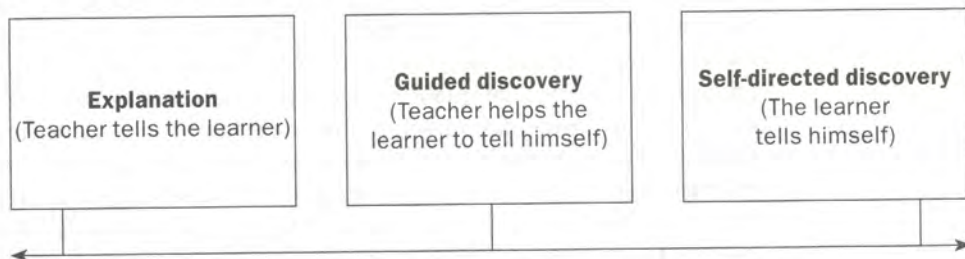 Explanation
(Teacher tells the learner)
Guided discovery
(Teacher helps the
learner to tell himself)
Self-directed discovery
(The learner
tells himself)